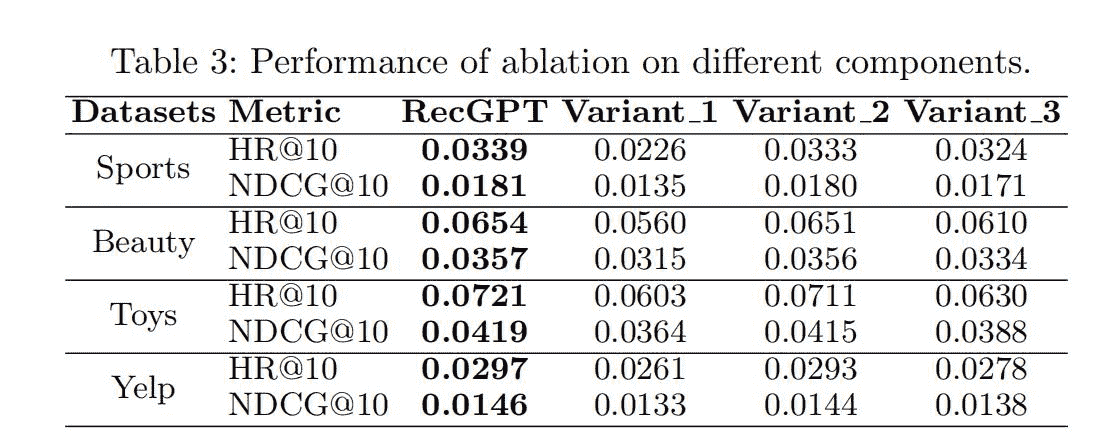 Table 3: Performance of ablation on different components.
Datasets Metric RecGPT Variant_1 Variant_2 Variant_3
Sports HR@10 0.0339 0.0226 0.0333 0.0324
NDCG@10 0.0181 0.0135 0.0180 0.0171
Beauty HR@10 0.0654 0.0560 0.0651 0.0610
NDCG@10 0.0357 0.0315 0.0356 0.0334
Toys HR@10 0.0721 0.0603 0.0711 0.0630
NDCG@10 0.0419 0.0364 0.0415 0.0388
Yelp HR@10 0.0297 0.0261 0.0293 0.0278
NDCG@10 0.0146 0.0133 0.0144 0.0138